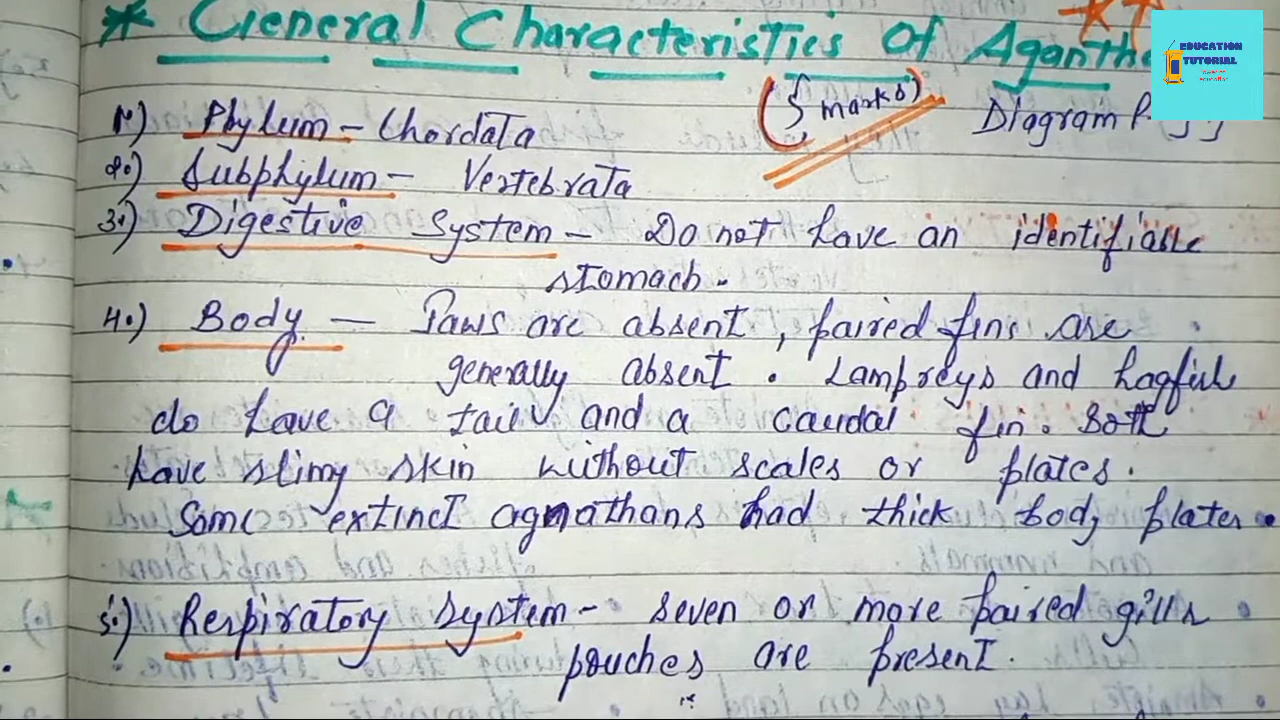 * General Characteristics of Agantha
EDUCATION
TUTORIAL
(5 marks)
Diagram
1.) Phylum - Chordata
2.) Subphylum - Vertebrata
3.) Digestive System - Do not have an identifiable
stomach.
4.) Body - Jaws are absent, paired fins are
generally absent. Lampreys and hagfish
do have a tail and a caudal fin. Both
have slimy skin without scales or plates.
Some extinct agnathans had thick body plates.
5.) Respiratory System - seven or more paired gills
pouches are present.